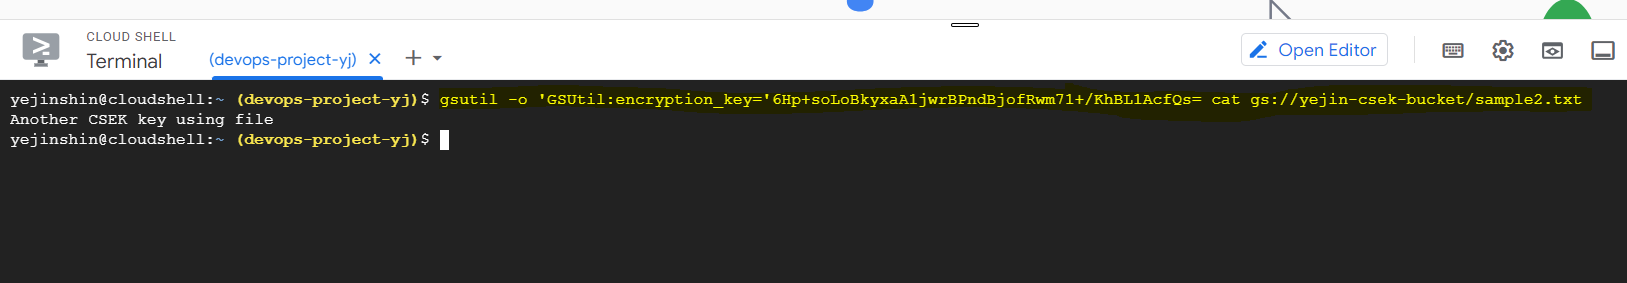 CLOUD SHELL
Terminal
(devops-project-yj)
Open Editor
yejinshin@cloudshell:~ (devops-project-yj)$ gsutil -o 'GSUtil:encryption_key='6Hp+soLoBkyxaA1jwrBPndBjofRwm71+/KhBL1AcfQs= cat gs://yejin-csek-bucket/sample2.txt
Another CSEK key using file
yejinshin@cloudshell:~ (devops-project-yj)$